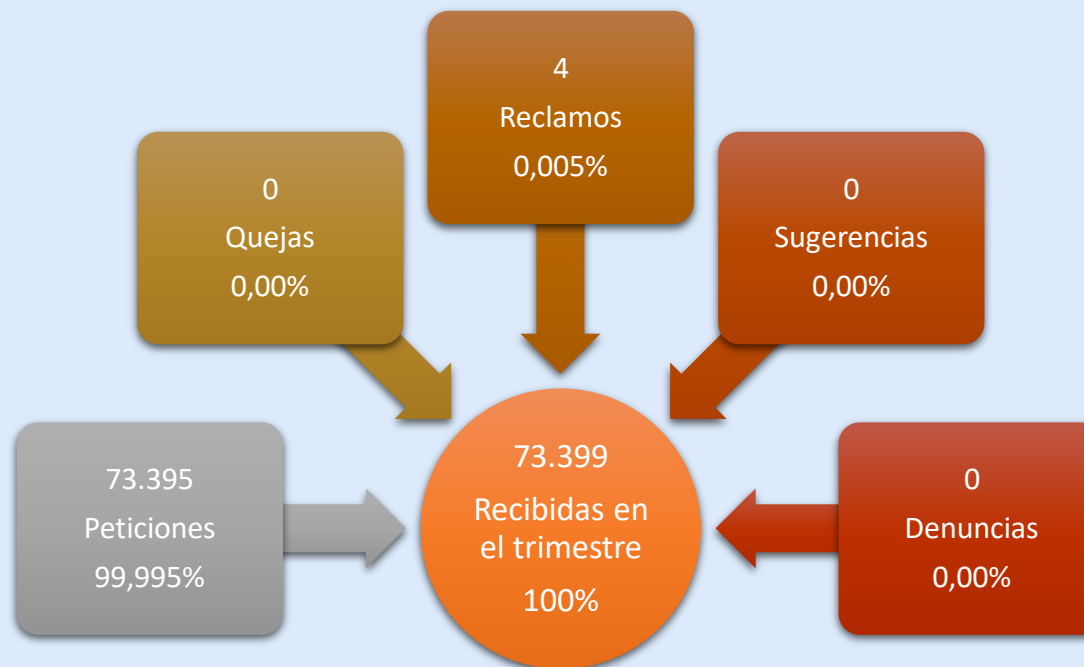 4
Reclamos
0,005%
0
Quejas
0,00%
0
Sugerencias
0,00%
73.395
Peticiones
99,995%
73.399
Recibidas en
el trimestre
100%
0
Denuncias
0,00%